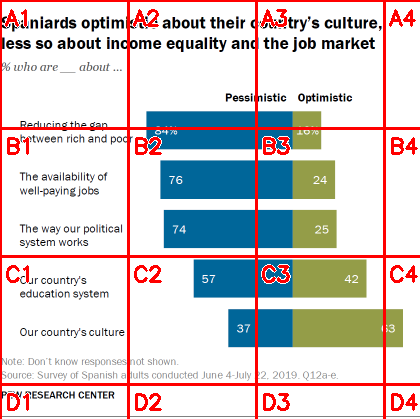 Spaniards optimistic about their country's culture,
less so about income equality and the job market
% who are __ about ...
Pessimistic Optimistic
Reducing the gap
between rich and poor
84% 16%
The availability of
well-paying jobs
76 24
The way our political
system works
74 25
Our country's
education system
57 42
Our country's culture
37 63
Note: Don't know responses not shown.
Source: Survey of Spanish adults conducted June 4-July 22, 2019. Q12a-e.
PEW RESEARCH CENTER
A1 A2 A3 A4
B1 B2 B3 B4
C1 C2 C3 C4
D1 D2 D3 D4